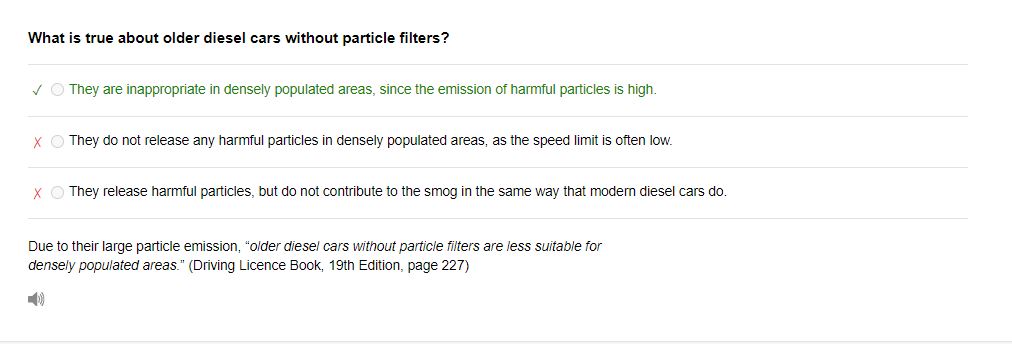 What is true about older diesel cars without particle filters?
✓ They are inappropriate in densely populated areas, since the emission of harmful particles is high.
X They do not release any harmful particles in densely populated areas, as the speed limit is often low.
X They release harmful particles, but do not contribute to the smog in the same way that modern diesel cars do.
Due to their large particle emission, “older diesel cars without particle filters are less suitable for
densely populated areas.” (Driving Licence Book, 19th Edition, page 227)